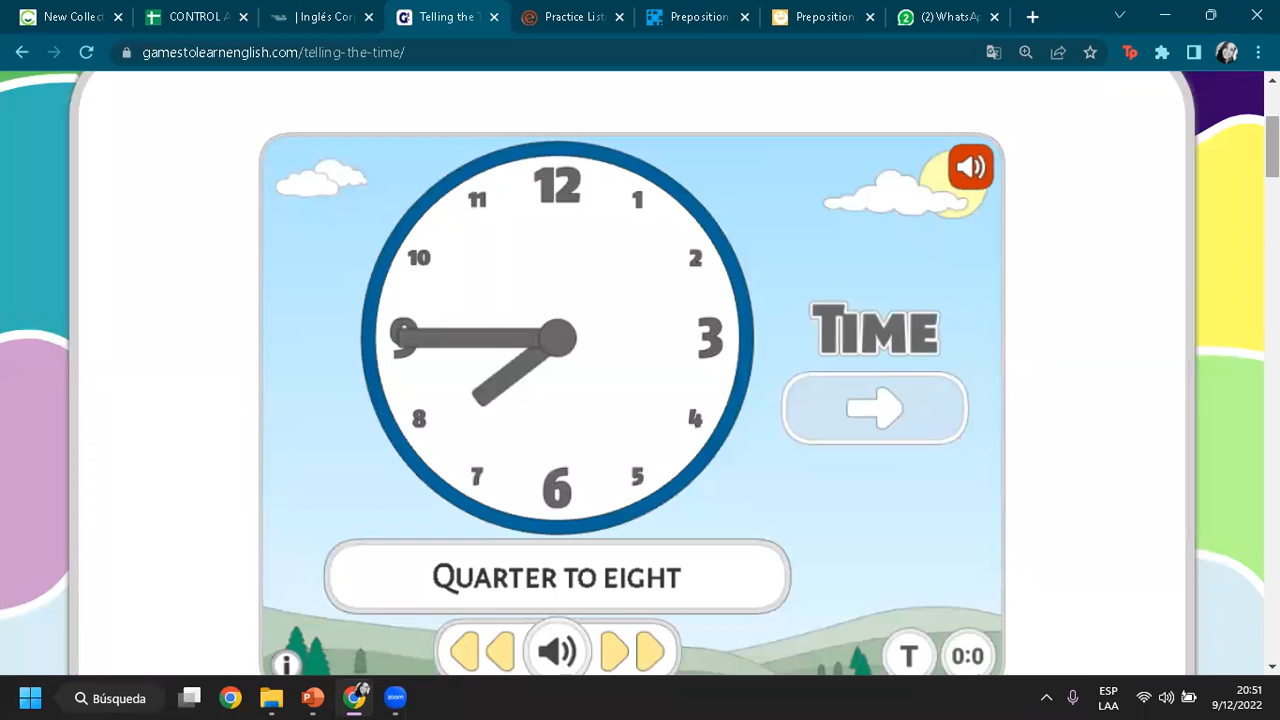 New Collec
CONTROL A
| Inglés Cor
Telling the T
Practice List
Preposition
Preposition
(2) WhatsAp
gamestolearnenglish.com/telling-the-time/
12
11
1
10
2
9
3
8
4
7
5
6
TIME
QUARTER TO EIGHT
i
T
0:0
Búsqueda
ESP
LAA
20:51
9/12/2022